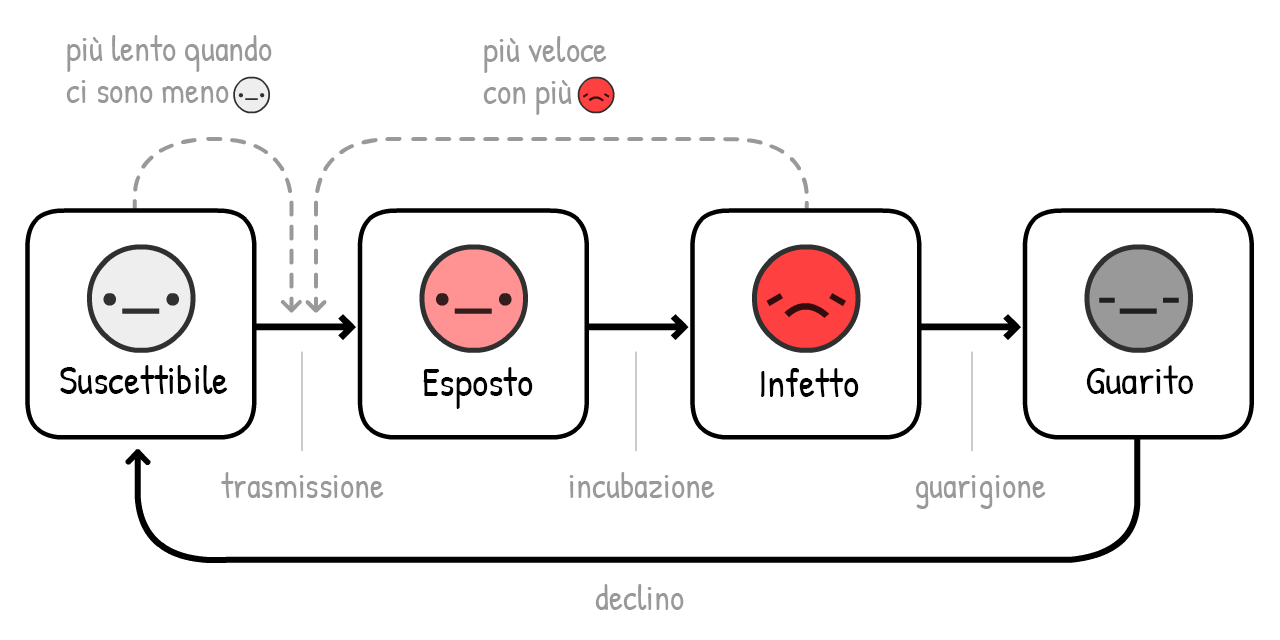 più lento quando
ci sono meno
più veloce
con più
Suscettibile
Esposto
Infetto
Guarito
trasmissione
incubazione
guarigione
declino